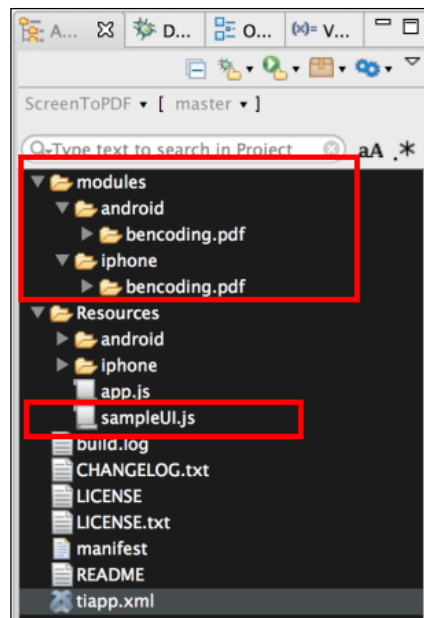 A... D... O... (x)= V...
ScreenToPDF [ master ]
Type text to search in Project aA .*
modules
android
bencoding.pdf
iphone
bencoding.pdf
Resources
android
iphone
app.js
sampleUI.js
build.log
CHANGELOG.txt
LICENSE
LICENSE.txt
manifest
README
tiapp.xml